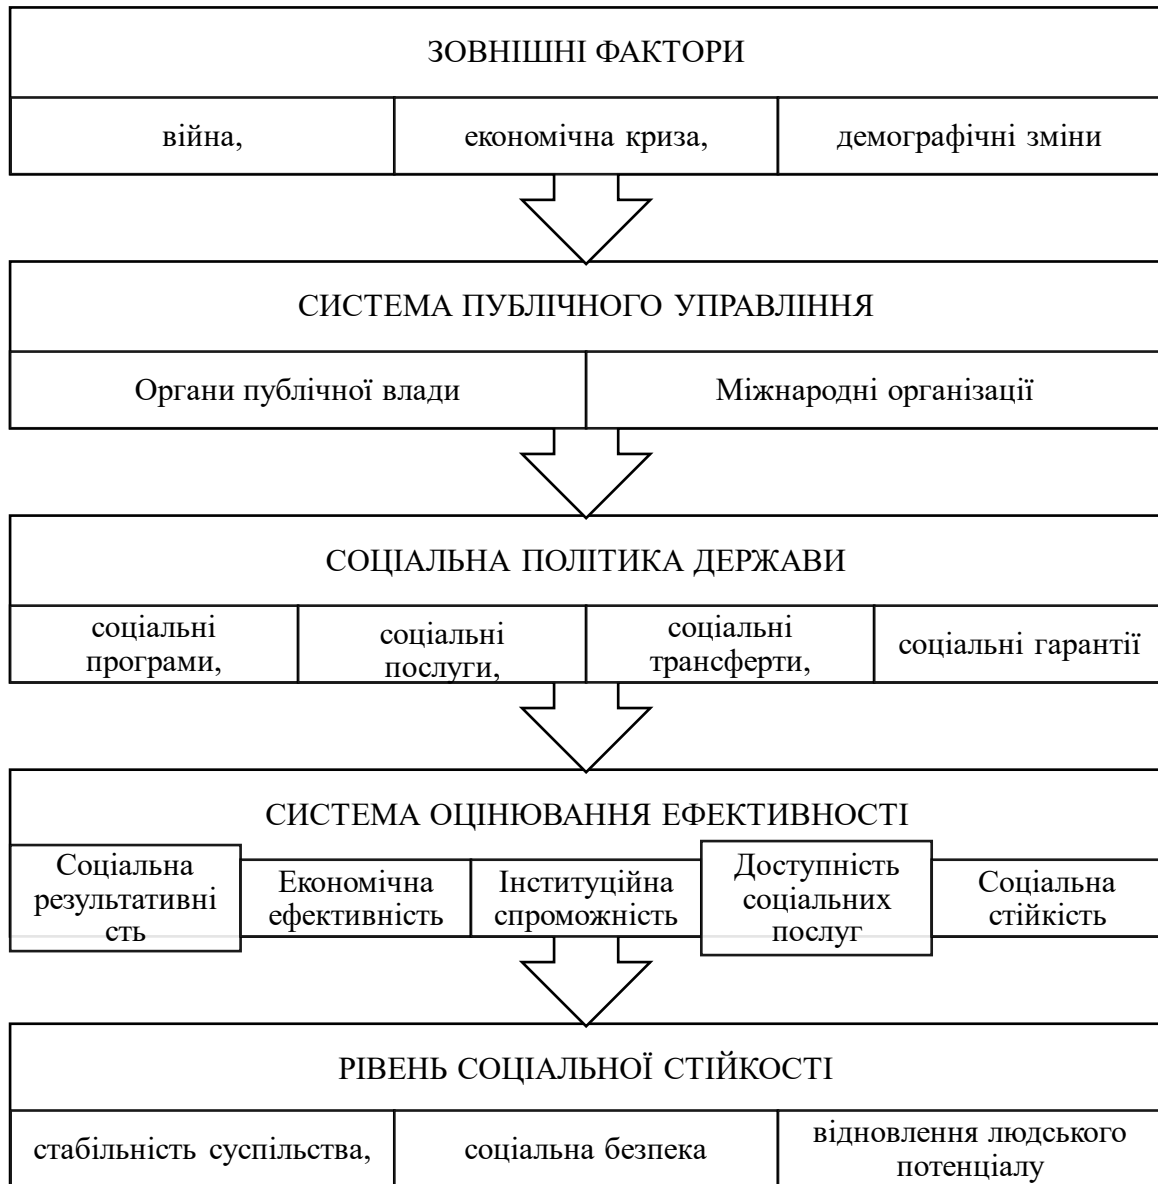 ЗОВНІШНІ ФАКТОРИ
війна,
економічна криза,
демографічні зміни
СИСТЕМА ПУБЛІЧНОГО УПРАВЛІННЯ
Органи публічної влади
Міжнародні організації
СОЦІАЛЬНА ПОЛІТИКА ДЕРЖАВИ
соціальні
програми,
соціальні
послуги,
соціальні
трансферти,
соціальні гарантії
СИСТЕМА ОЦІНЮВАННЯ ЕФЕКТИВНОСТІ
Соціальна
результативні
сть
Економічна
ефективність
Інституційна
спроможність
Доступність
соціальних
послуг
Соціальна
стійкість
РІВЕНЬ СОЦІАЛЬНОЇ СТІЙКОСТІ
стабільність суспільства,
соціальна безпека
відновлення людського
потенціалу